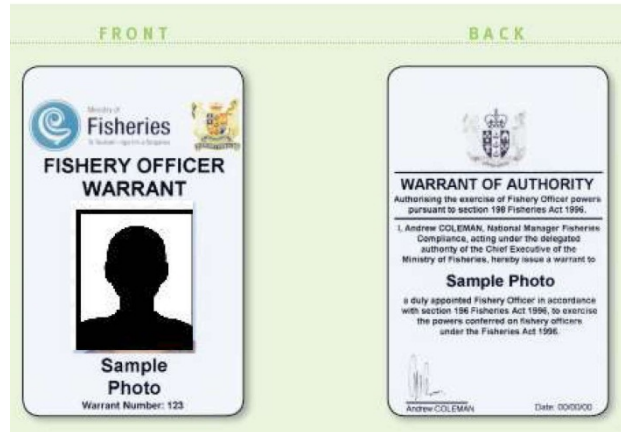 FRONT
BACK
Ministry of
Fisheries
FISHERY OFFICER
WARRANT
Sample
Photo
Warrant Number: 123
WARRANT OF AUTHORITY
Authorising the exercise of Fishery Officer powers
pursuant to section 198 Fisheries Act 1996.
I, Andrew COLEMAN, National Manager Fisheries
Compliance, acting under the delegated
authority of the Chief Executive of the
Ministry of Fisheries, hereby issue a warrant to
Sample Photo
a duly appointed Fishery Officer in accordance
with section 196 Fisheries Act 1996, to exercise
the powers conferred on fishery officers
under the Fisheries Act 1996.
Andrew COLEMAN Date: 00/00/00